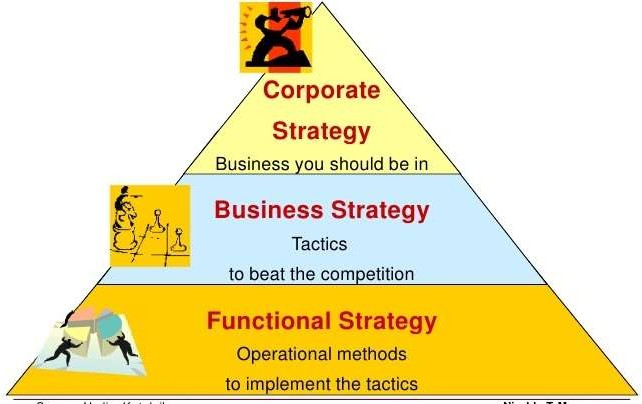 Corporate
Strategy
Business you should be in
Business Strategy
Tactics
to beat the competition
Functional Strategy
Operational methods
to implement the tactics